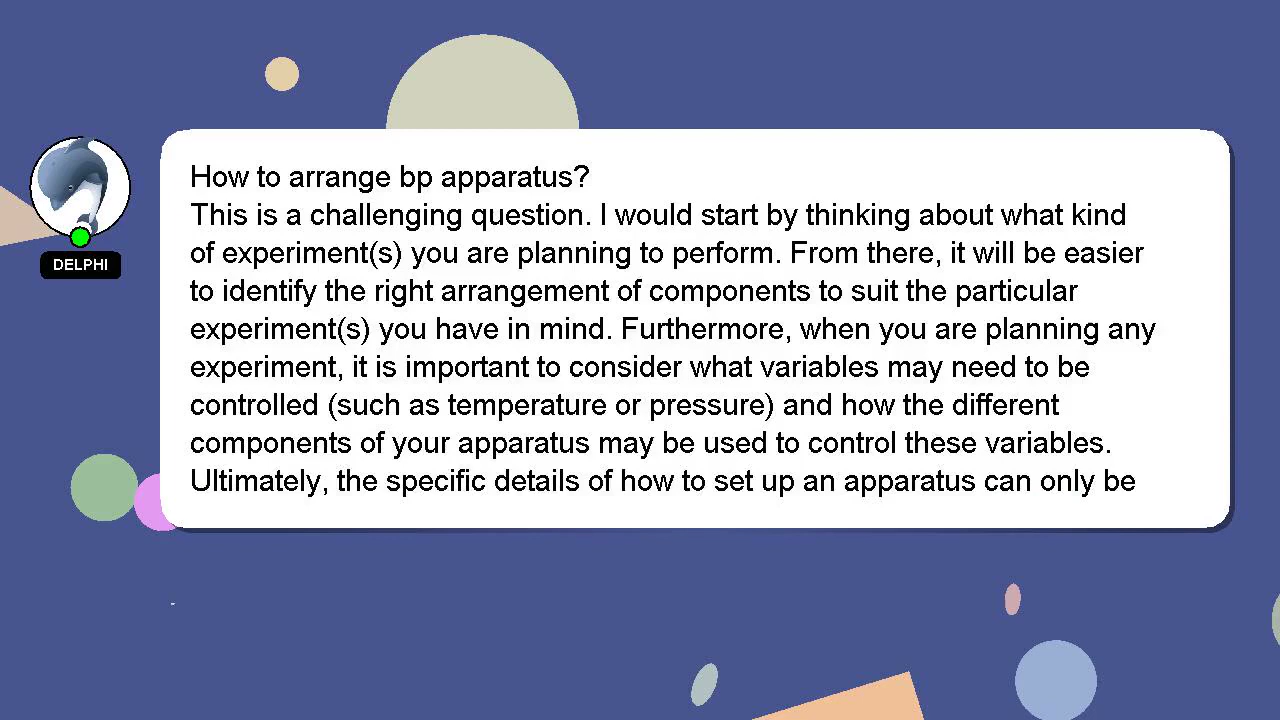 How to arrange bp apparatus?
This is a challenging question. I would start by thinking about what kind
of experiment(s) you are planning to perform. From there, it will be easier
to identify the right arrangement of components to suit the particular
experiment(s) you have in mind. Furthermore, when you are planning any
experiment, it is important to consider what variables may need to be
controlled (such as temperature or pressure) and how the different
components of your apparatus may be used to control these variables.
Ultimately, the specific details of how to set up an apparatus can only be
DELPHI